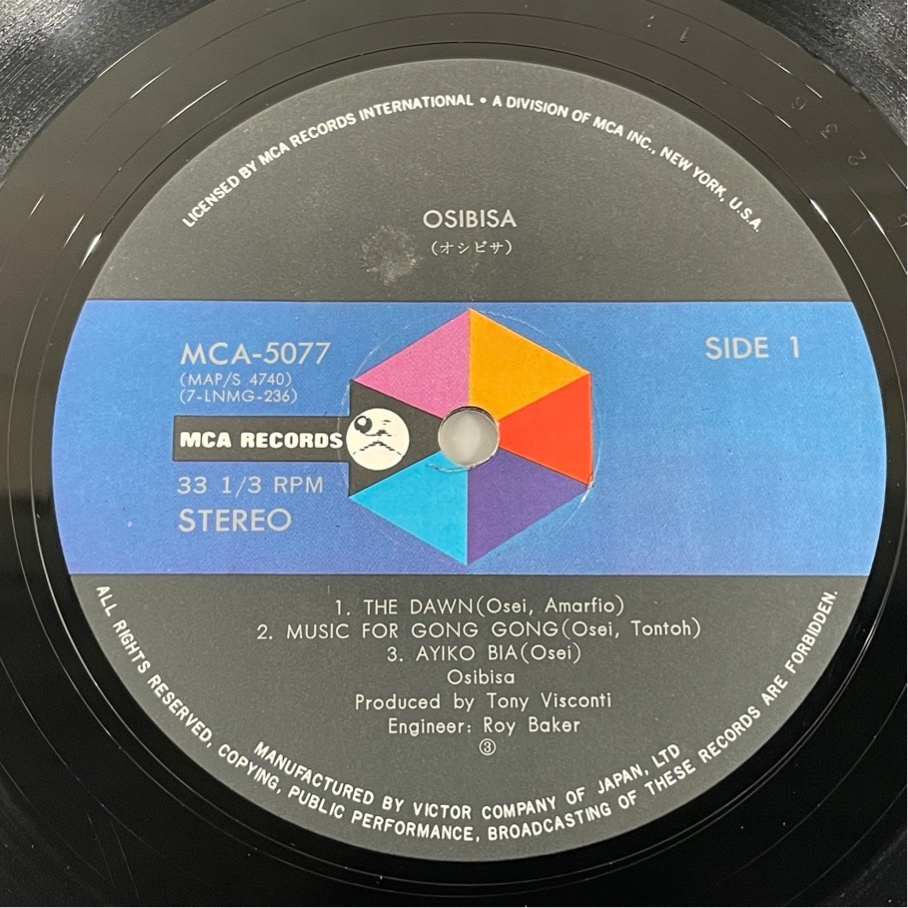 LICENSED BY MCA RECORDS INTERNATIONAL • A DIVISION OF MCA INC., NEW YORK, U.S.A.
OSIBISA
(オシビサ)
MCA-5077
SIDE 1
(MAP/S 4740)
(7-LNMG-236)
MCA RECORDS
33 1/3 RPM
STEREO
1. THE DAWN(Osei, Amarfio)
2. MUSIC FOR GONG GONG(Osei, Tontoh)
3. AYIKO BIA(Osei)
Osibisa
Produced by Tony Visconti
Engineer: Roy Baker
③
MANUFACTURED BY VICTOR COMPANY OF JAPAN, LTD
ALL RIGHTS RESERVED, COPYING, PUBLIC PERFORMANCE, BROADCASTING OF THESE RECORDS ARE FORBIDDEN.